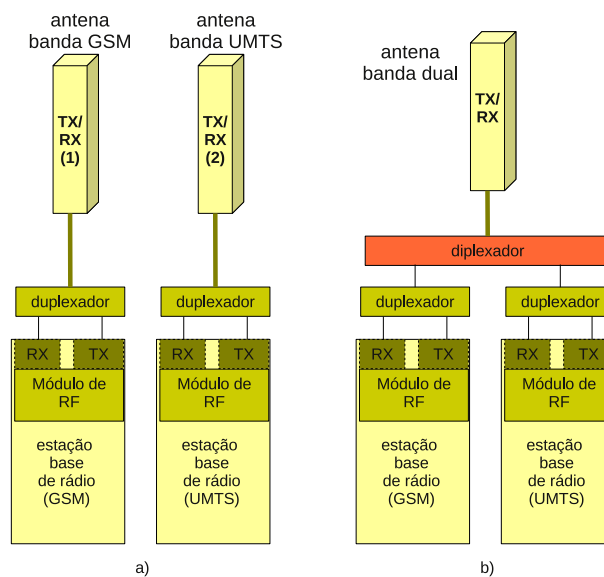 antena
banda GSM
antena
banda UMTS
antena
banda dual
TX/
RX
(1)
TX/
RX
(2)
TX/
RX
diplexador
duplexador
duplexador
duplexador
duplexador
RX
TX
RX
TX
RX
TX
RX
TX
Módulo de
RF
Módulo de
RF
Módulo de
RF
Módulo de
RF
estação
base
de rádio
(GSM)
estação
base
de rádio
(UMTS)
estação
base
de rádio
(GSM)
estação
base
de rádio
(UMTS)
a)
b)